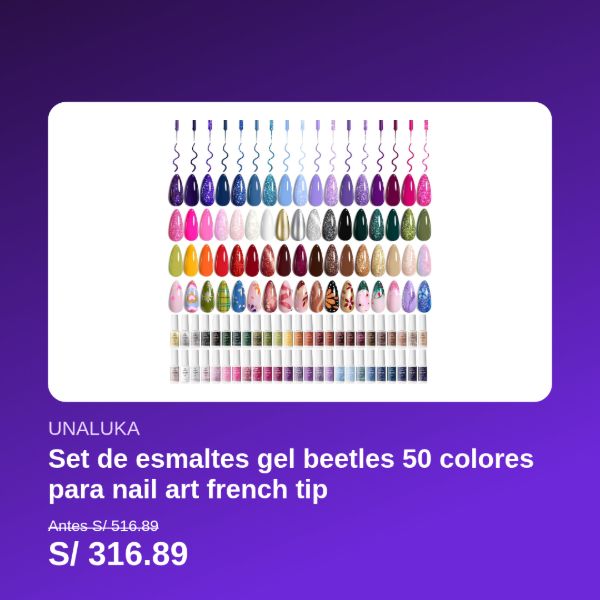 UNALUKA
Set de esmaltes gel beetles 50 colores
para nail art french tip
Antes S/ 516.89
S/ 316.89